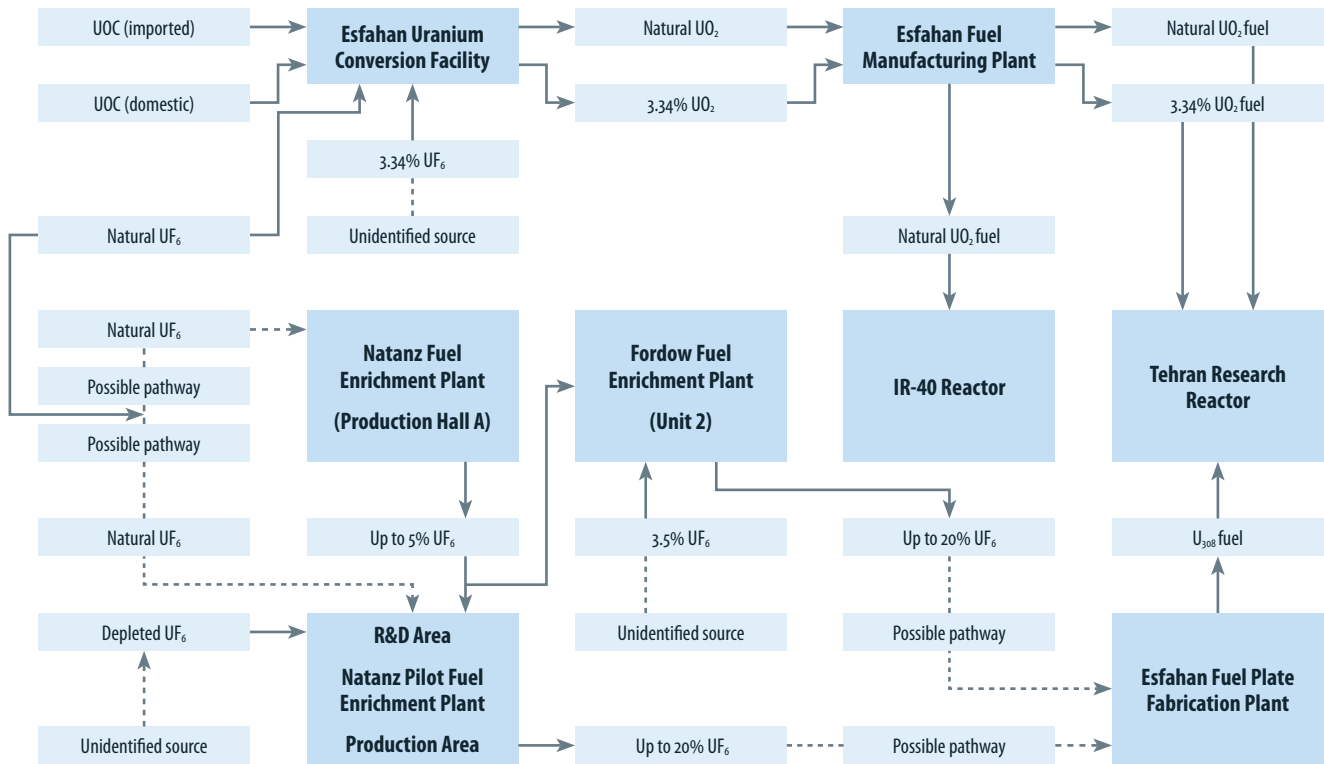 UOC (imported)
Esfahan Uranium
Conversion Facility
Natural UO₂
Esfahan Fuel
Manufacturing Plant
Natural UO₂ fuel
UOC (domestic)
3.34% UO₂
3.34% UO₂ fuel
3.34% UF₆
Natural UF₆
Unidentified source
Natural UO₂ fuel
Natural UF₆
Possible pathway
Possible pathway
Natanz Fuel
Enrichment Plant
(Production Hall A)
Fordow Fuel
Enrichment Plant
(Unit 2)
IR-40 Reactor
Tehran Research
Reactor
Natural UF₆
Up to 5% UF₆
3.5% UF₆
Up to 20% UF₆
U₃₀₈ fuel
Depleted UF₆
R&D Area
Natanz Pilot Fuel
Enrichment Plant
Production Area
Unidentified source
Possible pathway
Esfahan Fuel Plate
Fabrication Plant
Unidentified source
Up to 20% UF₆
Possible pathway